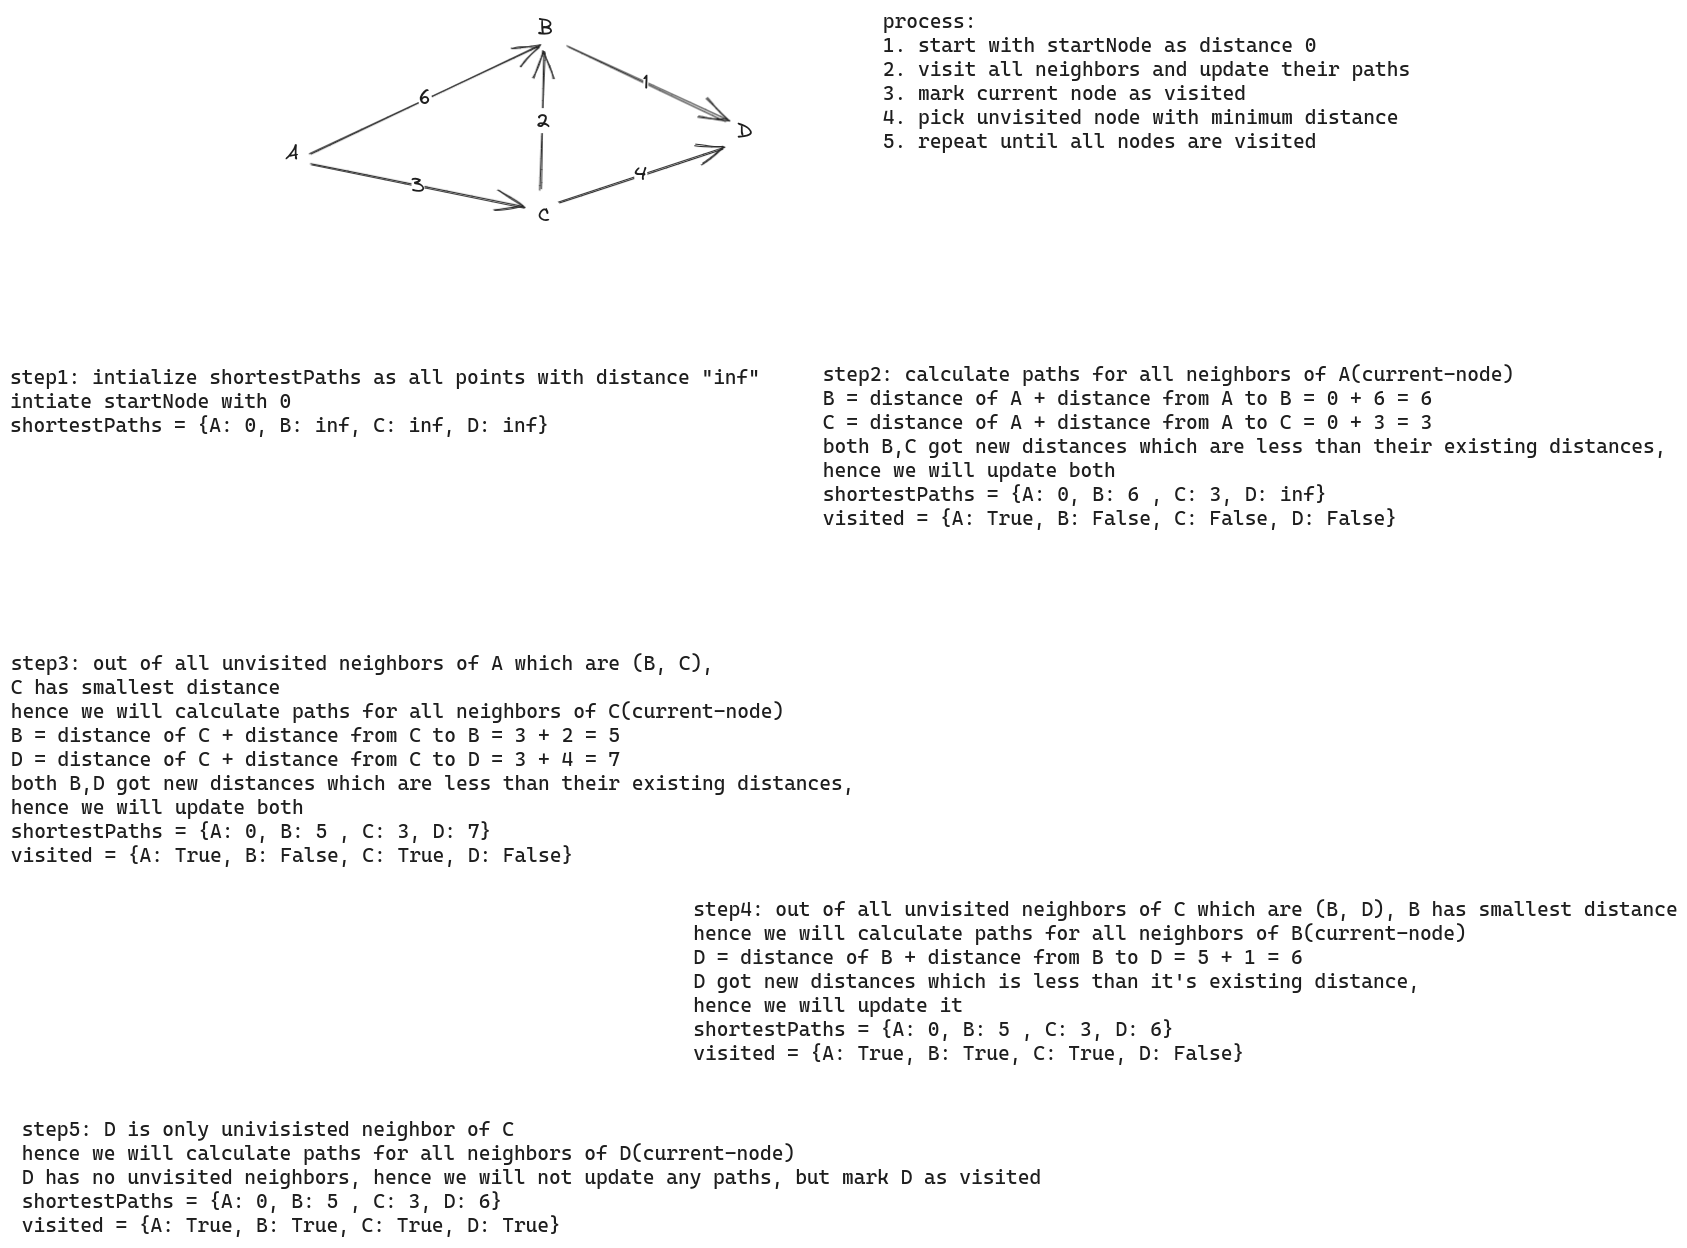 B
6
1
2
D
A
3
4
C
process:
1. start with startNode as distance 0
2. visit all neighbors and update their paths
3. mark current node as visited
4. pick unvisited node with minimum distance
5. repeat until all nodes are visited
step1: intialize shortestPaths as all points with distance "inf"
intiate startNode with 0
shortestPaths = {A: 0, B: inf, C: inf, D: inf}
step2: calculate paths for all neighbors of A(current-node)
B = distance of A + distance from A to B = 0 + 6 = 6
C = distance of A + distance from A to C = 0 + 3 = 3
both B,C got new distances which are less than their existing distances,
hence we will update both
shortestPaths = {A: 0, B: 6 , C: 3, D: inf}
visited = {A: True, B: False, C: False, D: False}
step3: out of all unvisited neighbors of A which are (B, C),
C has smallest distance
hence we will calculate paths for all neighbors of C(current-node)
B = distance of C + distance from C to B = 3 + 2 = 5
D = distance of C + distance from C to D = 3 + 4 = 7
both B,D got new distances which are less than their existing distances,
hence we will update both
shortestPaths = {A: 0, B: 5 , C: 3, D: 7}
visited = {A: True, B: False, C: True, D: False}
step4: out of all unvisited neighbors of C which are (B, D), B has smallest distance
hence we will calculate paths for all neighbors of B(current-node)
D = distance of B + distance from B to D = 5 + 1 = 6
D got new distances which is less than it's existing distance,
hence we will update it
shortestPaths = {A: 0, B: 5 , C: 3, D: 6}
visited = {A: True, B: True, C: True, D: False}
step5: D is only univisisted neighbor of C
hence we will calculate paths for all neighbors of D(current-node)
D has no unvisited neighbors, hence we will not update any paths, but mark D as visited
shortestPaths = {A: 0, B: 5 , C: 3, D: 6}
visited = {A: True, B: True, C: True, D: True}